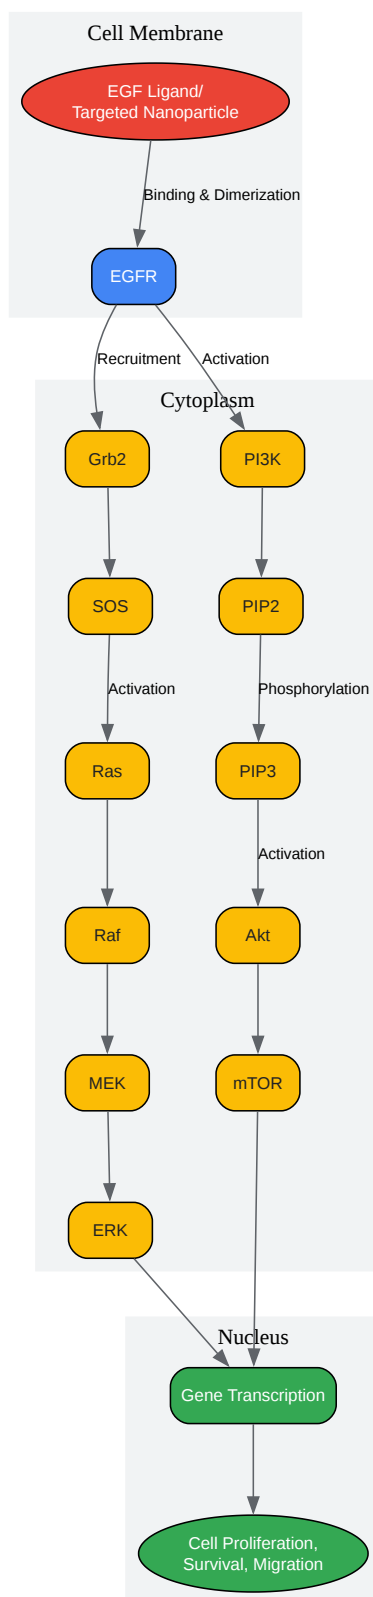 Cell Membrane
EGF Ligand/
Targeted Nanoparticle
Binding & Dimerization
EGFR
Recruitment
Activation
Cytoplasm
Grb2
PI3K
SOS
PIP2
Activation
Phosphorylation
Ras
PIP3
Activation
Raf
Akt
MEK
mTOR
ERK
Nucleus
Gene Transcription
Cell Proliferation,
Survival, Migration